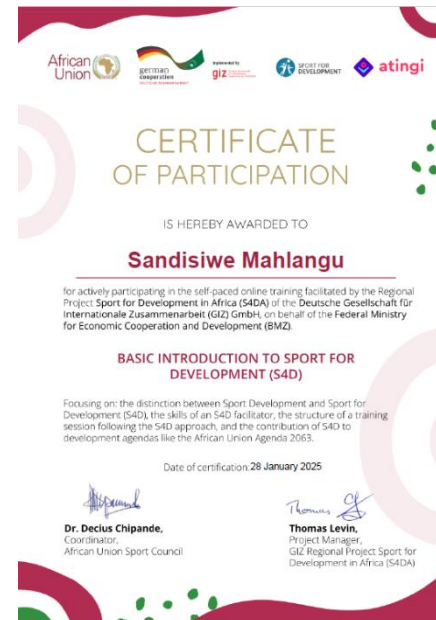 African
Union
german
cooperation
Implemented by
giz
SPORT FOR
DEVELOPMENT
atingi
CERTIFICATE
OF PARTICIPATION
IS HEREBY AWARDED TO
Sandisiwe Mahlangu
for actively participating in the self-paced online training facilitated by the Regional
Project Sport for Development in Africa (S4DA) of the Deutsche Gesellschaft für
Internationale Zusammenarbeit (GIZ) GmbH, on behalf of the Federal Ministry
for Economic Cooperation and Development (BMZ).
BASIC INTRODUCTION TO SPORT FOR
DEVELOPMENT (S4D)
Focusing on: the distinction between Sport Development and Sport for
Development (S4D), the skills of an S4D facilitator, the structure of a training
session following the S4D approach, and the contribution of S4D to
development agendas like the African Union Agenda 2063.
Date of certification: 28 January 2025
Dr. Decius Chipande,
Coordinator,
African Union Sport Council
Thomas Levin,
Project Manager,
GIZ Regional Project Sport for
Development in Africa (S4DA)